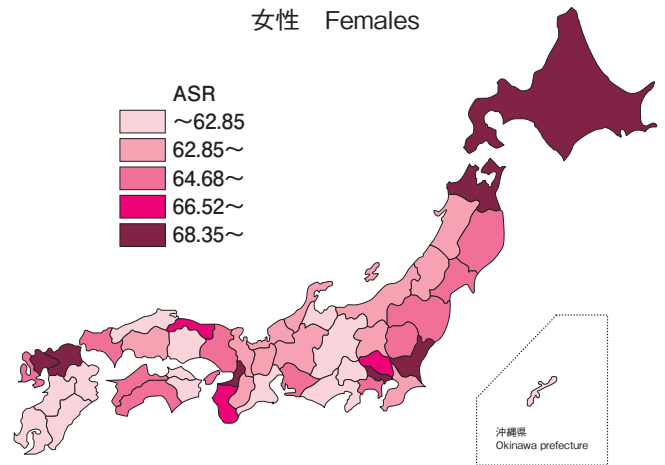 女性 Females
ASR
～62.85
62.85～
64.68～
66.52～
68.35～
沖縄県
Okinawa prefecture